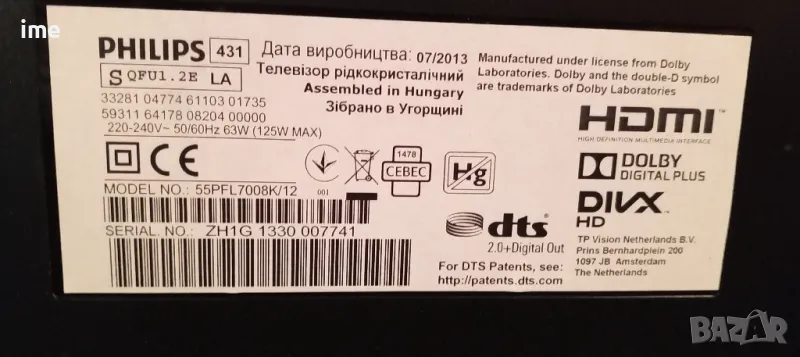 ime
PHILIPS 431
S QFU1.2E LA
33281 04774 61103 01735
59311 64178 08204 00000
220-240V~ 50/60Hz 63W (125W MAX)
Дата виробництва: 07/2013
Телевізор рідкокристалічний
Assembled in Hungary
Зібрано в Угорщині
Manufactured under license from Dolby
Laboratories. Dolby and the double-D symbol
are trademarks of Dolby Laboratories
HDMI
HIGH-DEFINITION MULTIMEDIA INTERFACE
CE
001
1478
CEBEC
Hg
DOLBY
DIGITAL PLUS
MODEL NO.: 55PFL7008K/12
SERIAL. NO.: ZH1G 1330 007741
dts
2.0+Digital Out
For DTS Patents, see:
http://patents.dts.com.
DIVX
HD
TP Vision Netherlands B.V.
Prins Bernhardplein 200
1097 JB Amsterdam
The Netherlands
BAZAR